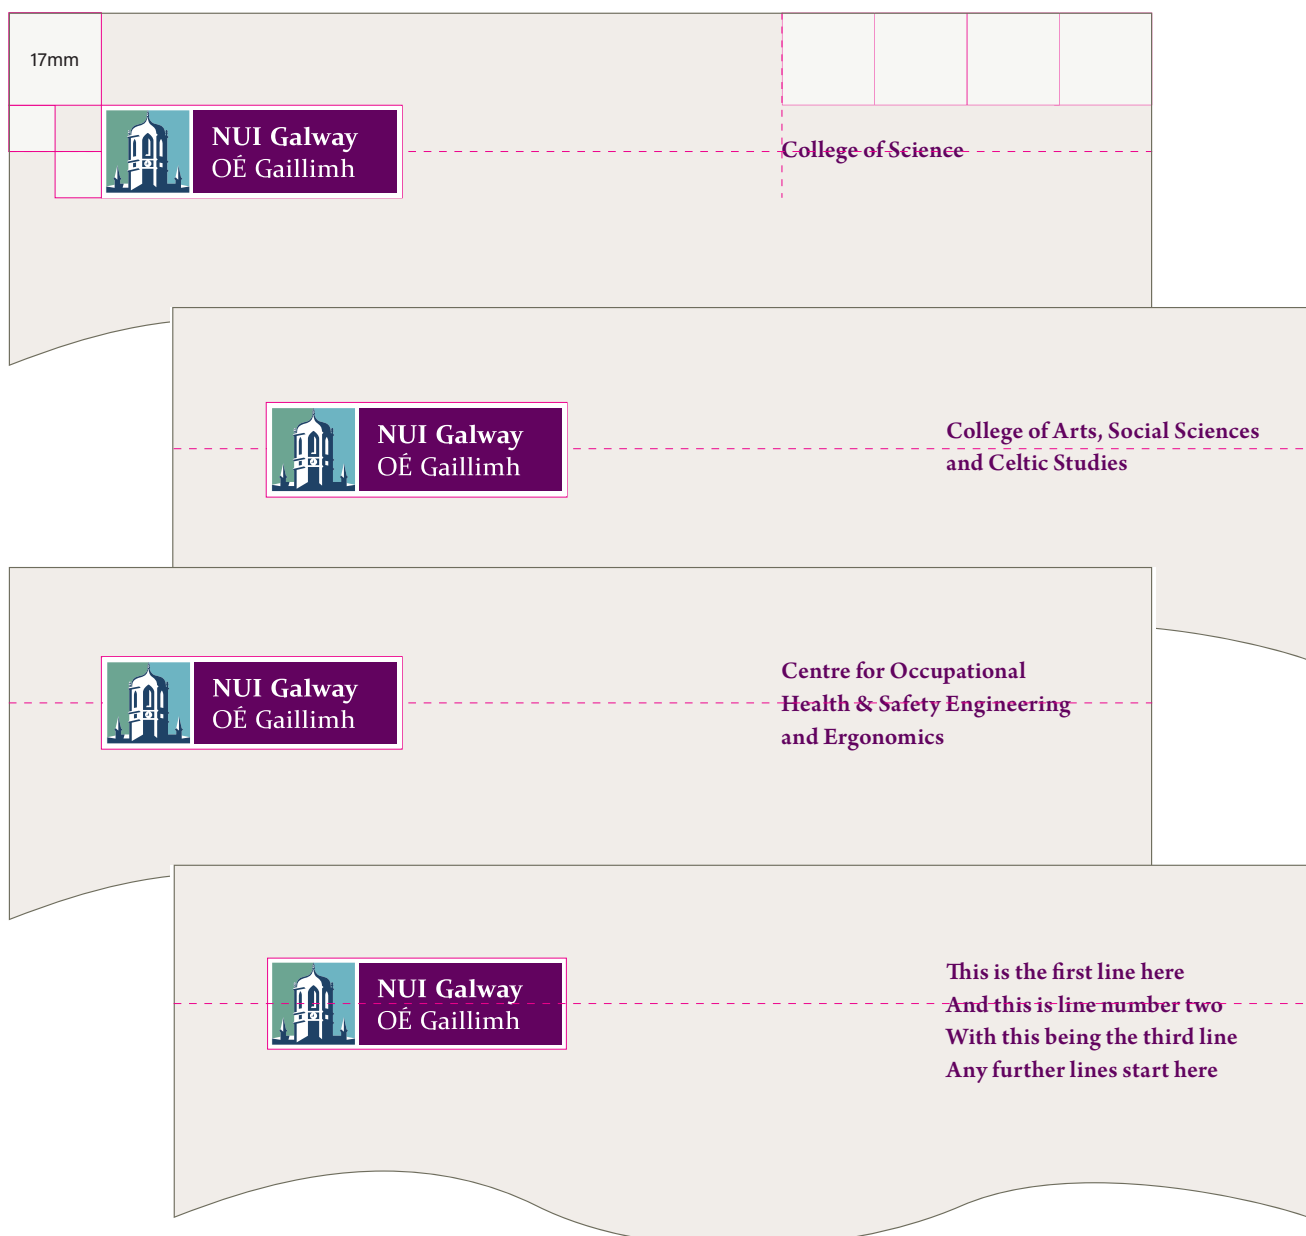 17mm
NUI Galway
OÉ Gaillimh
College of Science
NUI Galway
OÉ Gaillimh
College of Arts, Social Sciences
and Celtic Studies
NUI Galway
OÉ Gaillimh
Centre for Occupational
Health & Safety Engineering
and Ergonomics
NUI Galway
OÉ Gaillimh
This is the first line here
And this is line number two
With this being the third line
Any further lines start here